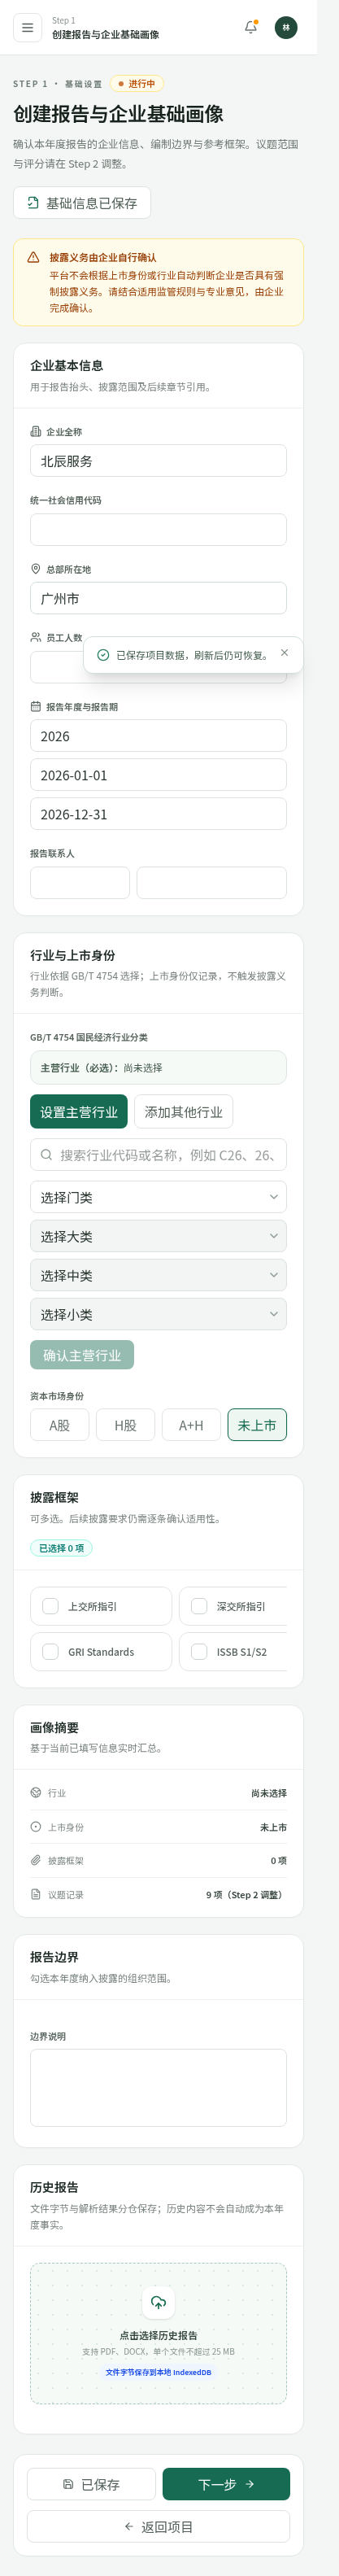 Step 1
创建报告与企业基础画像
林
STEP 1 · 基础设置
进行中
创建报告与企业基础画像
确认本年度报告的企业信息、编制边界与参考框架。议题范围
与评分请在 Step 2 调整。
基础信息已保存
披露义务由企业自行确认
平台不会根据上市身份或行业自动判断企业是否具有强
制披露义务。请结合适用监管规则与专业意见，由企业
完成确认。
企业基本信息
用于报告抬头、披露范围及后续章节引用。
企业全称
北辰服务
统一社会信用代码
总部所在地
广州市
员工人数
已保存项目数据，刷新后仍可恢复。
报告年度与报告期
2026
2026-01-01
2026-12-31
报告联系人
行业与上市身份
行业依据 GB/T 4754 选择；上市身份仅记录，不触发披露义
务判断。
GB/T 4754 国民经济行业分类
主营行业（必选）：尚未选择
设置主营行业
添加其他行业
搜索行业代码或名称，例如 C26、26、
选择门类
选择大类
选择中类
选择小类
确认主营行业
资本市场身份
A股
H股
A+H
未上市
披露框架
可多选。后续披露要求仍需逐条确认适用性。
已选择 0 项
上交所指引
深交所指引
GRI Standards
ISSB S1/S2
画像摘要
基于当前已填写信息实时汇总。
行业
尚未选择
上市身份
未上市
披露框架
0 项
议题记录
9 项（Step 2 调整）
报告边界
勾选本年度纳入披露的组织范围。
边界说明
历史报告
文件字节与解析结果分仓保存；历史内容不会自动成为本年
度事实。
点击选择历史报告
支持 PDF、DOCX，单个文件不超过 25 MB
文件字节保存到本地 IndexedDB
已保存
下一步
返回项目